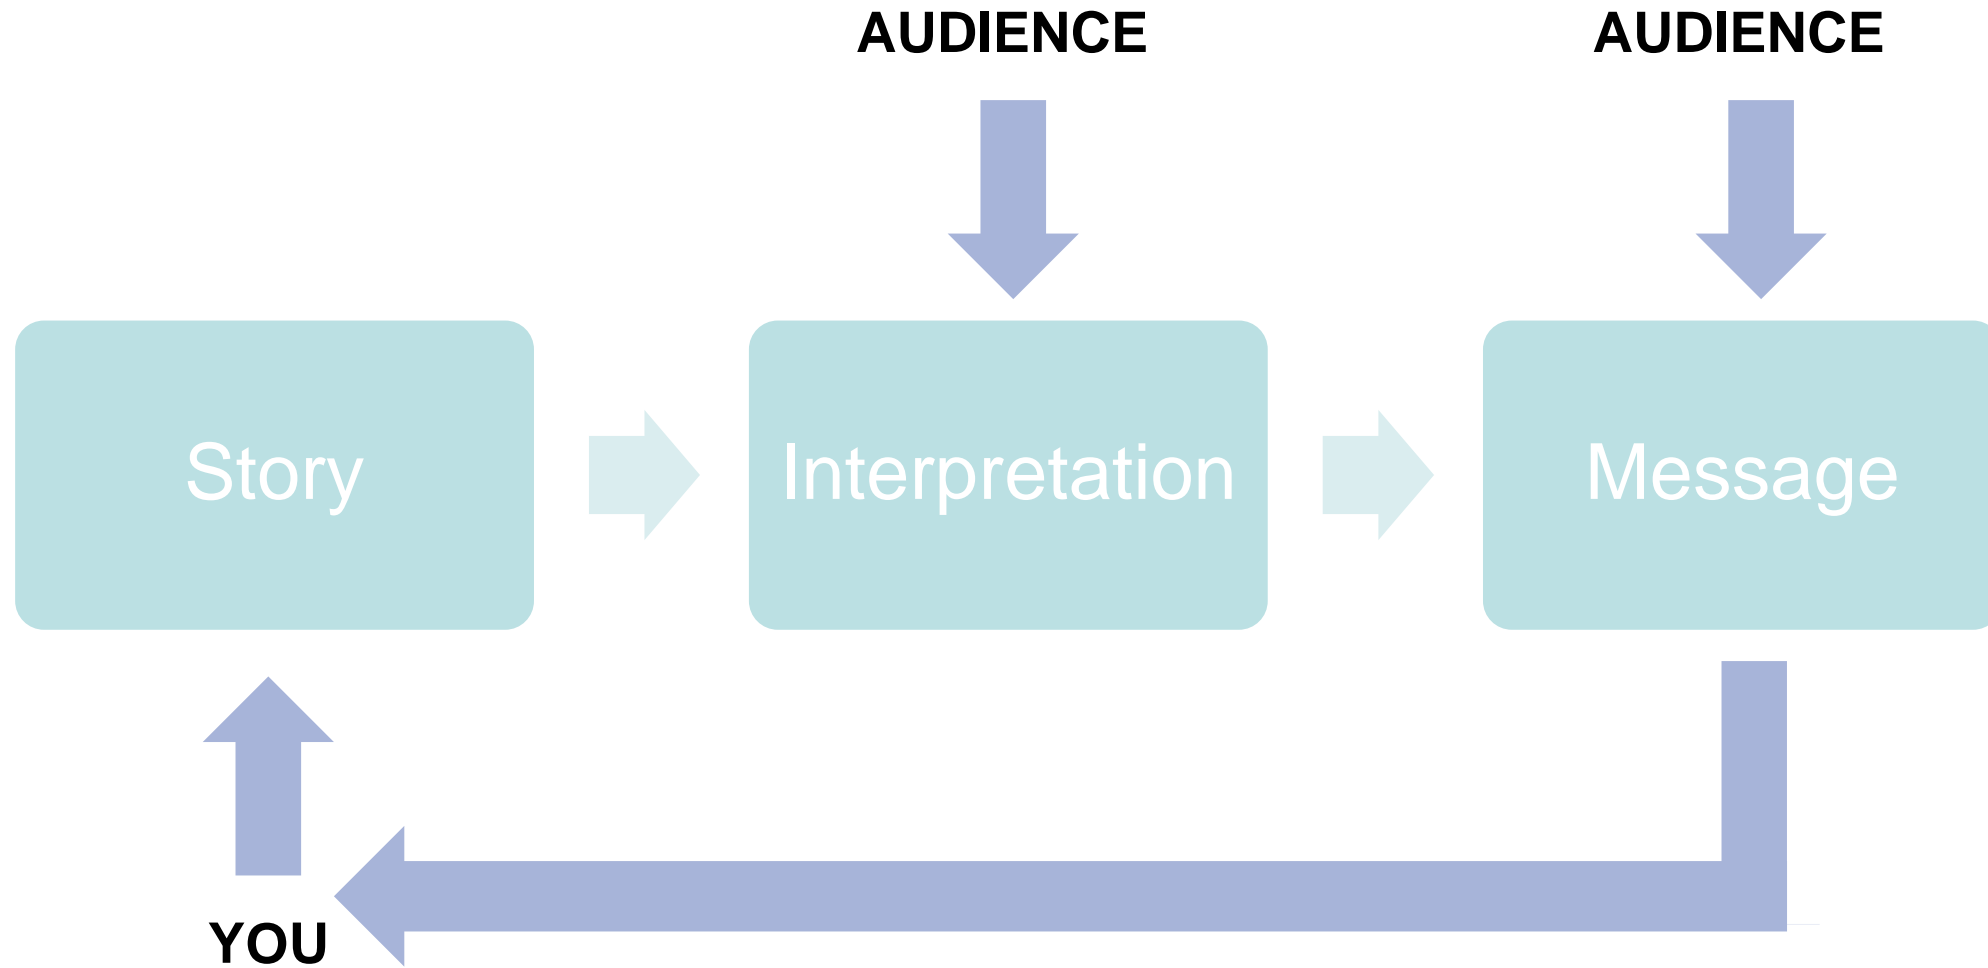 AUDIENCE
AUDIENCE
Story
Interpretation
Message
YOU